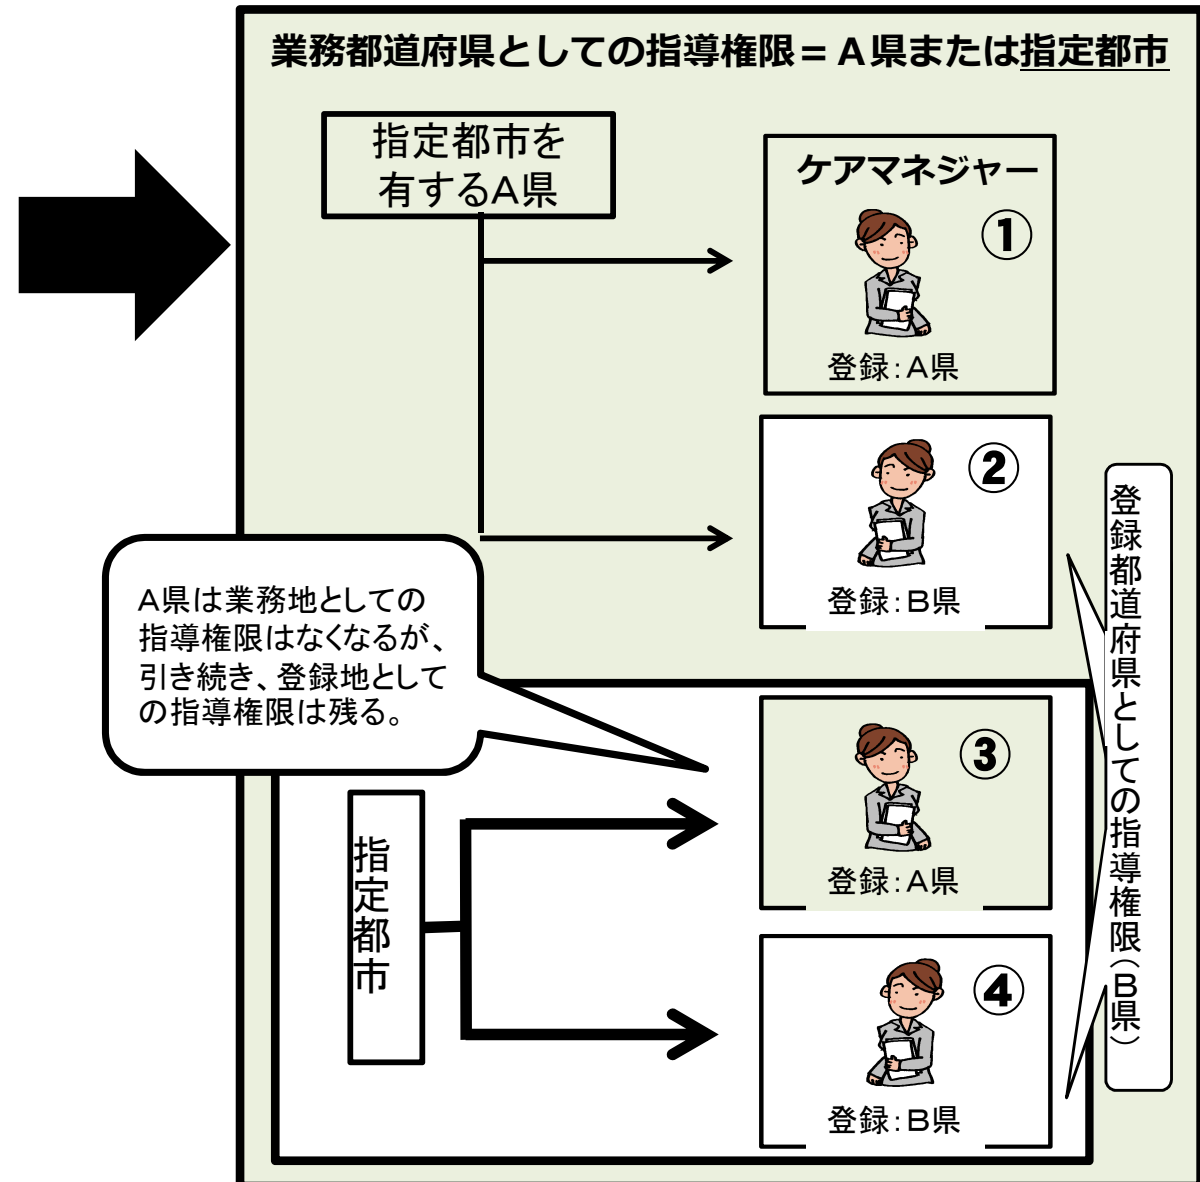 業務都道府県としての指導権限＝Ａ県または指定都市
指定都市を
有するＡ県
ケアマネジャー
①
登録：Ａ県
②
登録：Ｂ県
Ａ県は業務地としての
指導権限はなくなるが、
引き続き、登録地として
の指導権限は残る。
指定都市
③
登録：Ａ県
④
登録：Ｂ県
登録都道府県としての指導権限（Ｂ県）